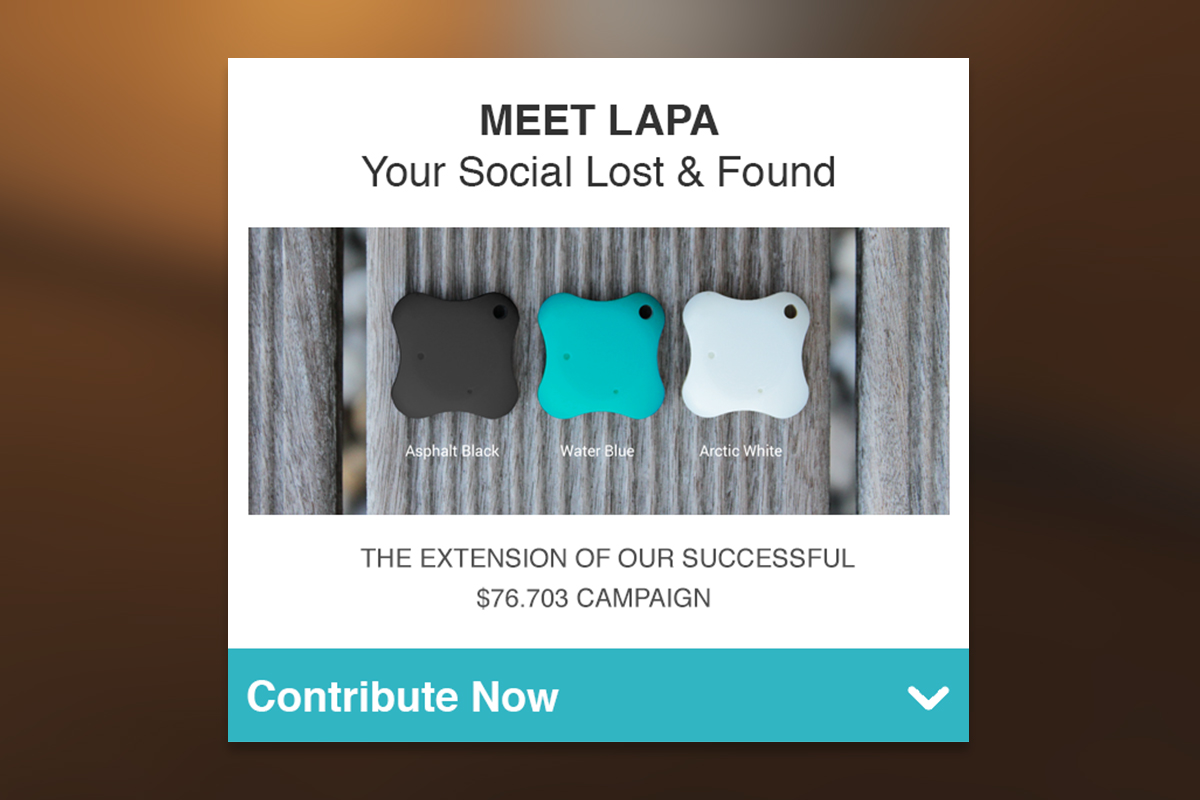 MEET LAPA
Your Social Lost & Found
Asphalt Black Water Blue Arctic White
THE EXTENSION OF OUR SUCCESSFUL
$76.703 CAMPAIGN
Contribute Now